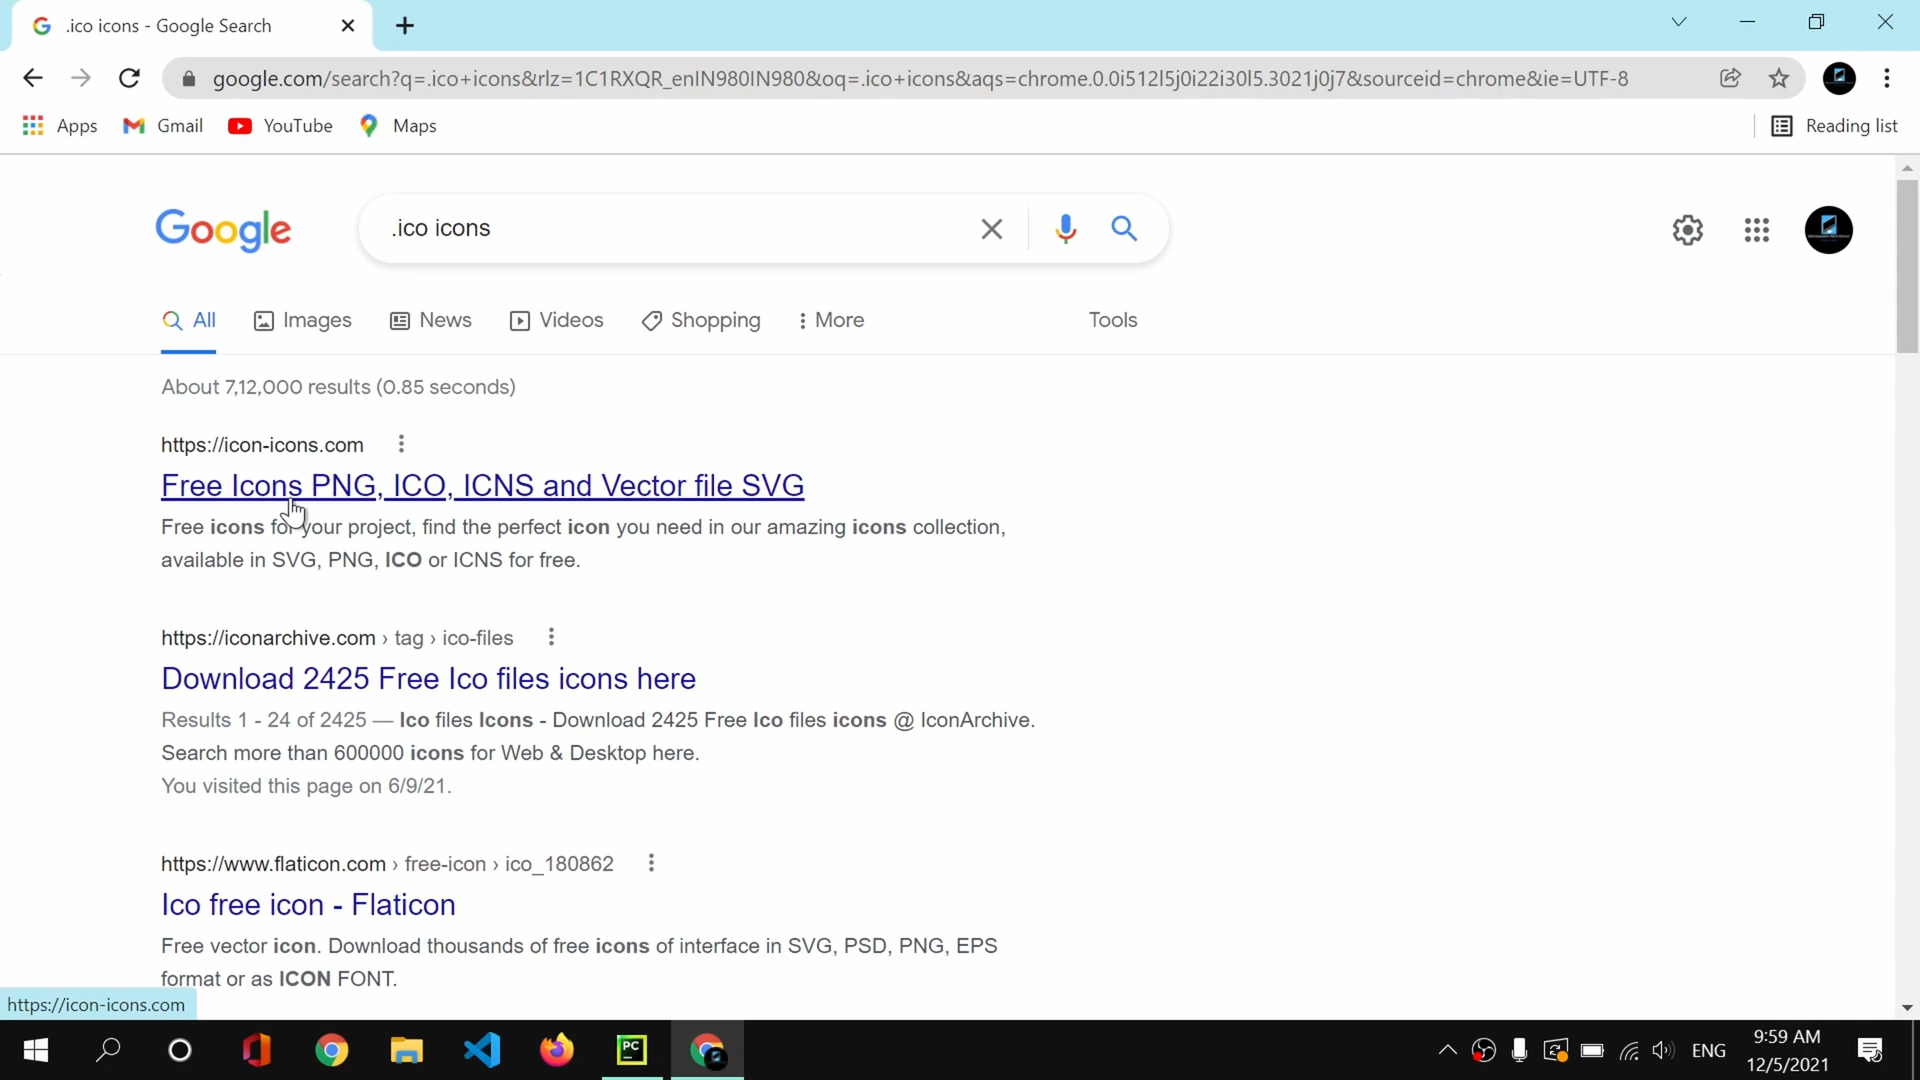 .ico icons - Google Search
google.com/search?q=.ico+icons&rlz=1C1RXQR_enIN980IN980&oq=.ico+icons&aqs=chrome.0.0i512l5j0i22i30l5.3021j0j7&sourceid=chrome&ie=UTF-8
Apps Gmail YouTube Maps Reading list
Google .ico icons
All Images News Videos Shopping More Tools
About 7,12,000 results (0.85 seconds)
https://icon-icons.com
Free Icons PNG, ICO, ICNS and Vector file SVG
Free icons for your project, find the perfect icon you need in our amazing icons collection,
available in SVG, PNG, ICO or ICNS for free.
https://iconarchive.com › tag › ico-files
Download 2425 Free Ico files icons here
Results 1 - 24 of 2425 — Ico files Icons - Download 2425 Free Ico files icons @ IconArchive.
Search more than 600000 icons for Web & Desktop here.
You visited this page on 6/9/21.
https://www.flaticon.com › free-icon › ico_180862
Ico free icon - Flaticon
Free vector icon. Download thousands of free icons of interface in SVG, PSD, PNG, EPS
format or as ICON FONT.
https://icon-icons.com
PC
ENG
9:59 AM
12/5/2021